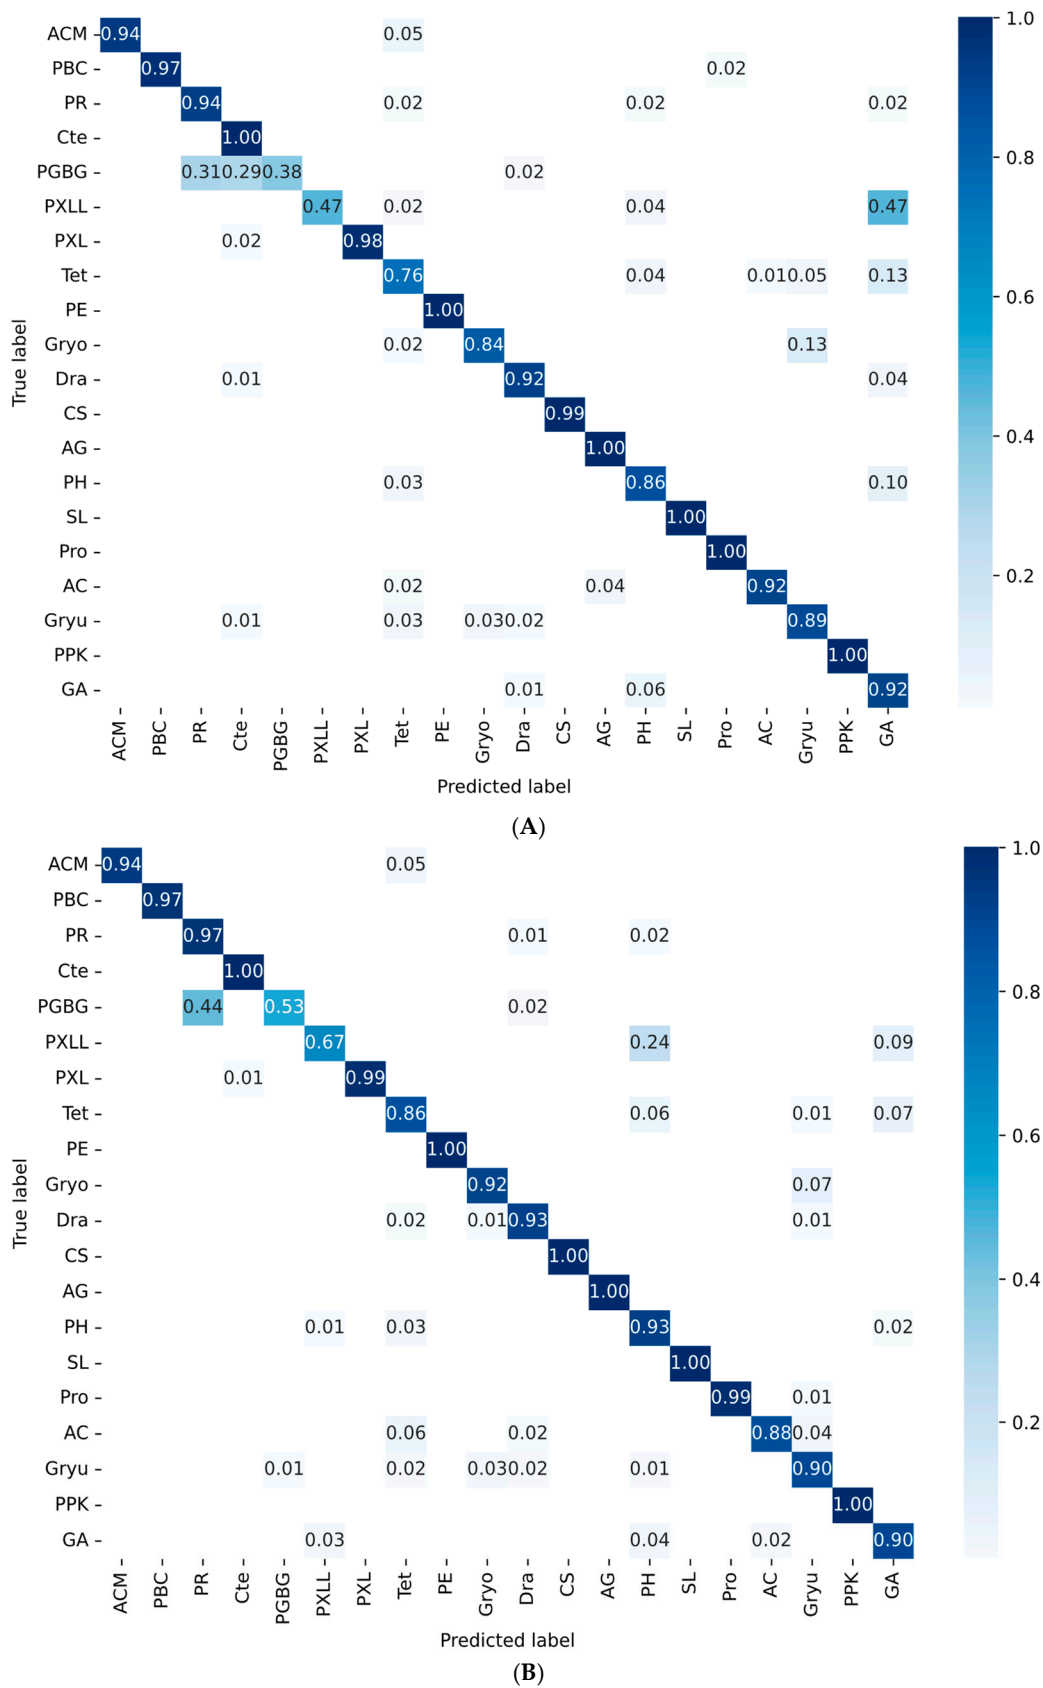 ACM 0.94 0.05 1.0
PBC 0.97 0.02
PR 0.94 0.02 0.02 0.02
Cte 1.00 0.8
PGBG 0.31 0.29 0.38 0.02
PXLL 0.47 0.02 0.04 0.47
PXL 0.02 0.98
Tet 0.76 0.04 0.01 0.05 0.13
0.6
PE 1.00
Gryo 0.02 0.84 0.13
True label
Dra 0.01 0.92 0.04
CS 0.99
0.4
AG 1.00
PH 0.03 0.86 0.10
SL 1.00
Pro 1.00
0.2
AC 0.02 0.04 0.92
Gryu 0.01 0.03 0.03 0.02 0.89
PPK 1.00
GA 0.01 0.06 0.92
ACM PBC PR Cte PGBG PXLL PXL Tet PE Gryo Dra CS AG PH SL Pro AC Gryu PPK GA
Predicted label
(A)
ACM 0.94 0.05 1.0
PBC 0.97
PR 0.97 0.01 0.02
Cte 1.00
0.8
PGBG 0.44 0.53 0.02
PXLL 0.67 0.24 0.09
PXL 0.01 0.99
Tet 0.86 0.06 0.01 0.07
0.6
PE 1.00
Gryo 0.92 0.07
True label
Dra 0.02 0.01 0.93 0.01
CS 1.00
0.4
AG 1.00
PH 0.01 0.03 0.93 0.02
SL 1.00
Pro 0.99 0.01
0.2
AC 0.06 0.02 0.88 0.04
Gryu 0.01 0.02 0.03 0.02 0.01 0.90
PPK 1.00
GA 0.03 0.04 0.02 0.90
ACM PBC PR Cte PGBG PXLL PXL Tet PE Gryo Dra CS AG PH SL Pro AC Gryu PPK GA
Predicted label
(B)